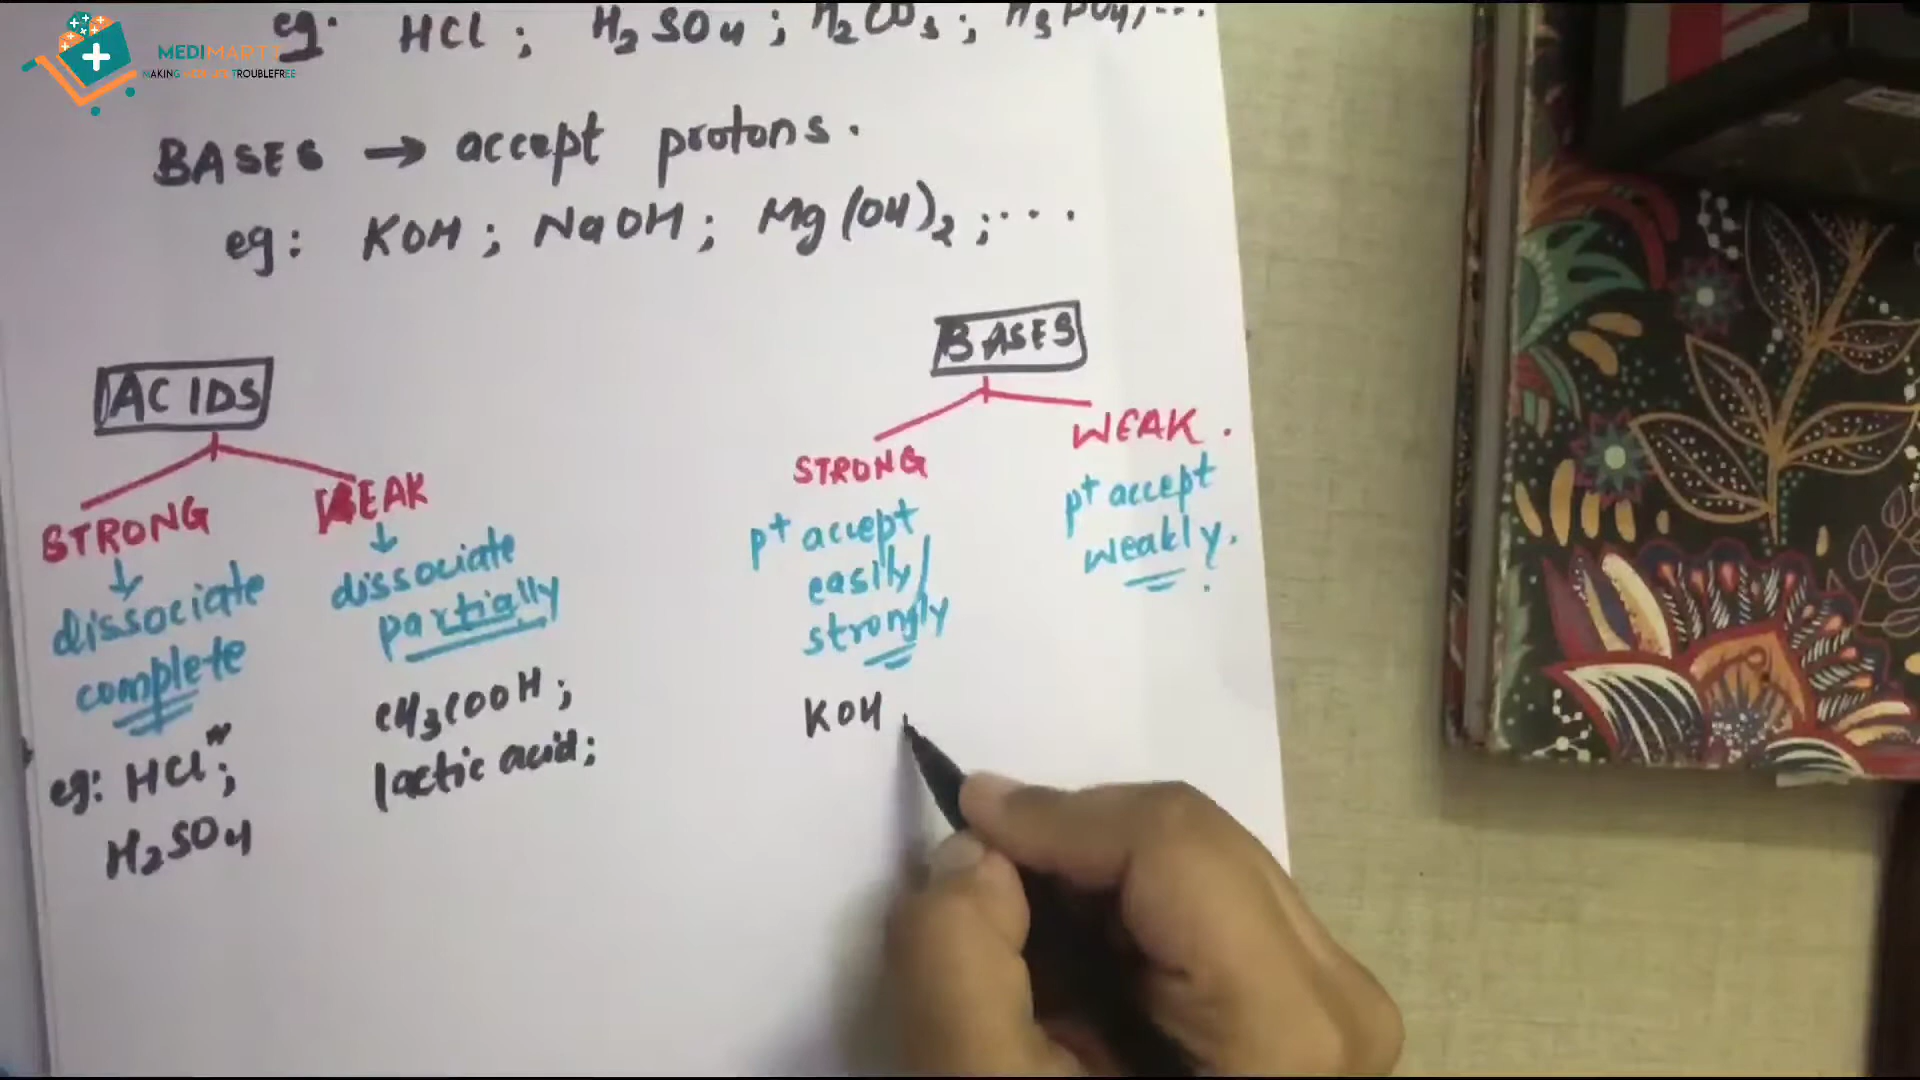 MEDIMARTT
MAKING TROUBLEFREE
eg. HCl ; H₂SO₄ ; H₂CO₃ ; H₃PO₄,...
BASES → accept protons.
eg: KOH ; NaOH ; Mg(OH)₂ ;....
ACIDS
STRONG
↓
dissociate
complete
eg: HCl";
H₂SO₄
WEAK
↓
dissociate
partially
CH₃COOH ;
lactic acid ;
BASES
STRONG
p⁺ accept
easily/
strongly
KOH
WEAK.
p⁺ accept
weakly.